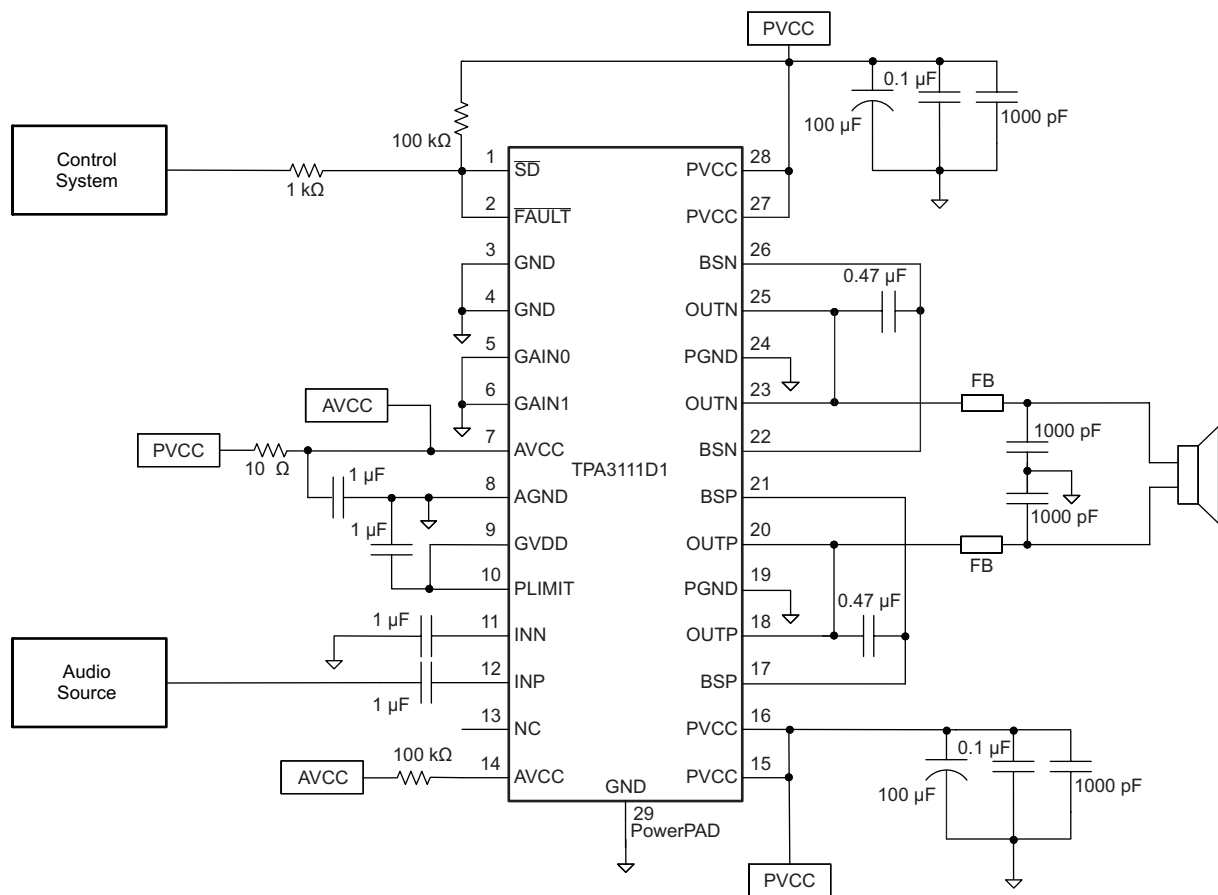 PVCC
0.1 µF
100 µF
1000 pF
Control
System
1 kΩ
100 kΩ
1
SD
2
FAULT
3
GND
4
GND
5
GAIN0
6
GAIN1
7
AVCC
8
AGND
9
GVDD
10
PLIMIT
11
INN
12
INP
13
NC
14
AVCC
AVCC
PVCC
10 Ω
1 µF
1 µF
1 µF
1 µF
Audio
Source
AVCC
100 kΩ
TPA3111D1
28
PVCC
27
PVCC
26
BSN
25
OUTN
24
PGND
23
OUTN
22
BSN
21
BSP
20
OUTP
19
PGND
18
OUTP
17
BSP
16
PVCC
15
PVCC
GND
29
PowerPAD
0.47 µF
FB
1000 pF
1000 pF
FB
0.47 µF
0.1 µF
100 µF
1000 pF
PVCC